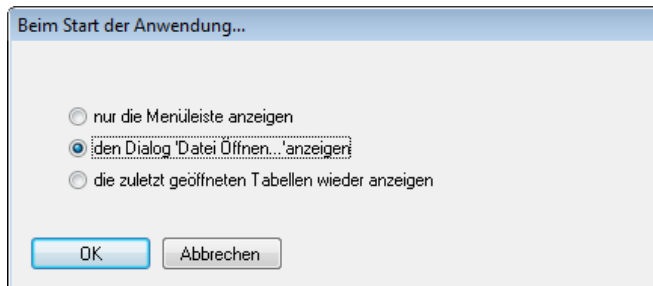 Beim Start der Anwendung...
nur die Menüleiste anzeigen
den Dialog 'Datei Öffnen...'anzeigen
die zuletzt geöffneten Tabellen wieder anzeigen
OK Abbrechen